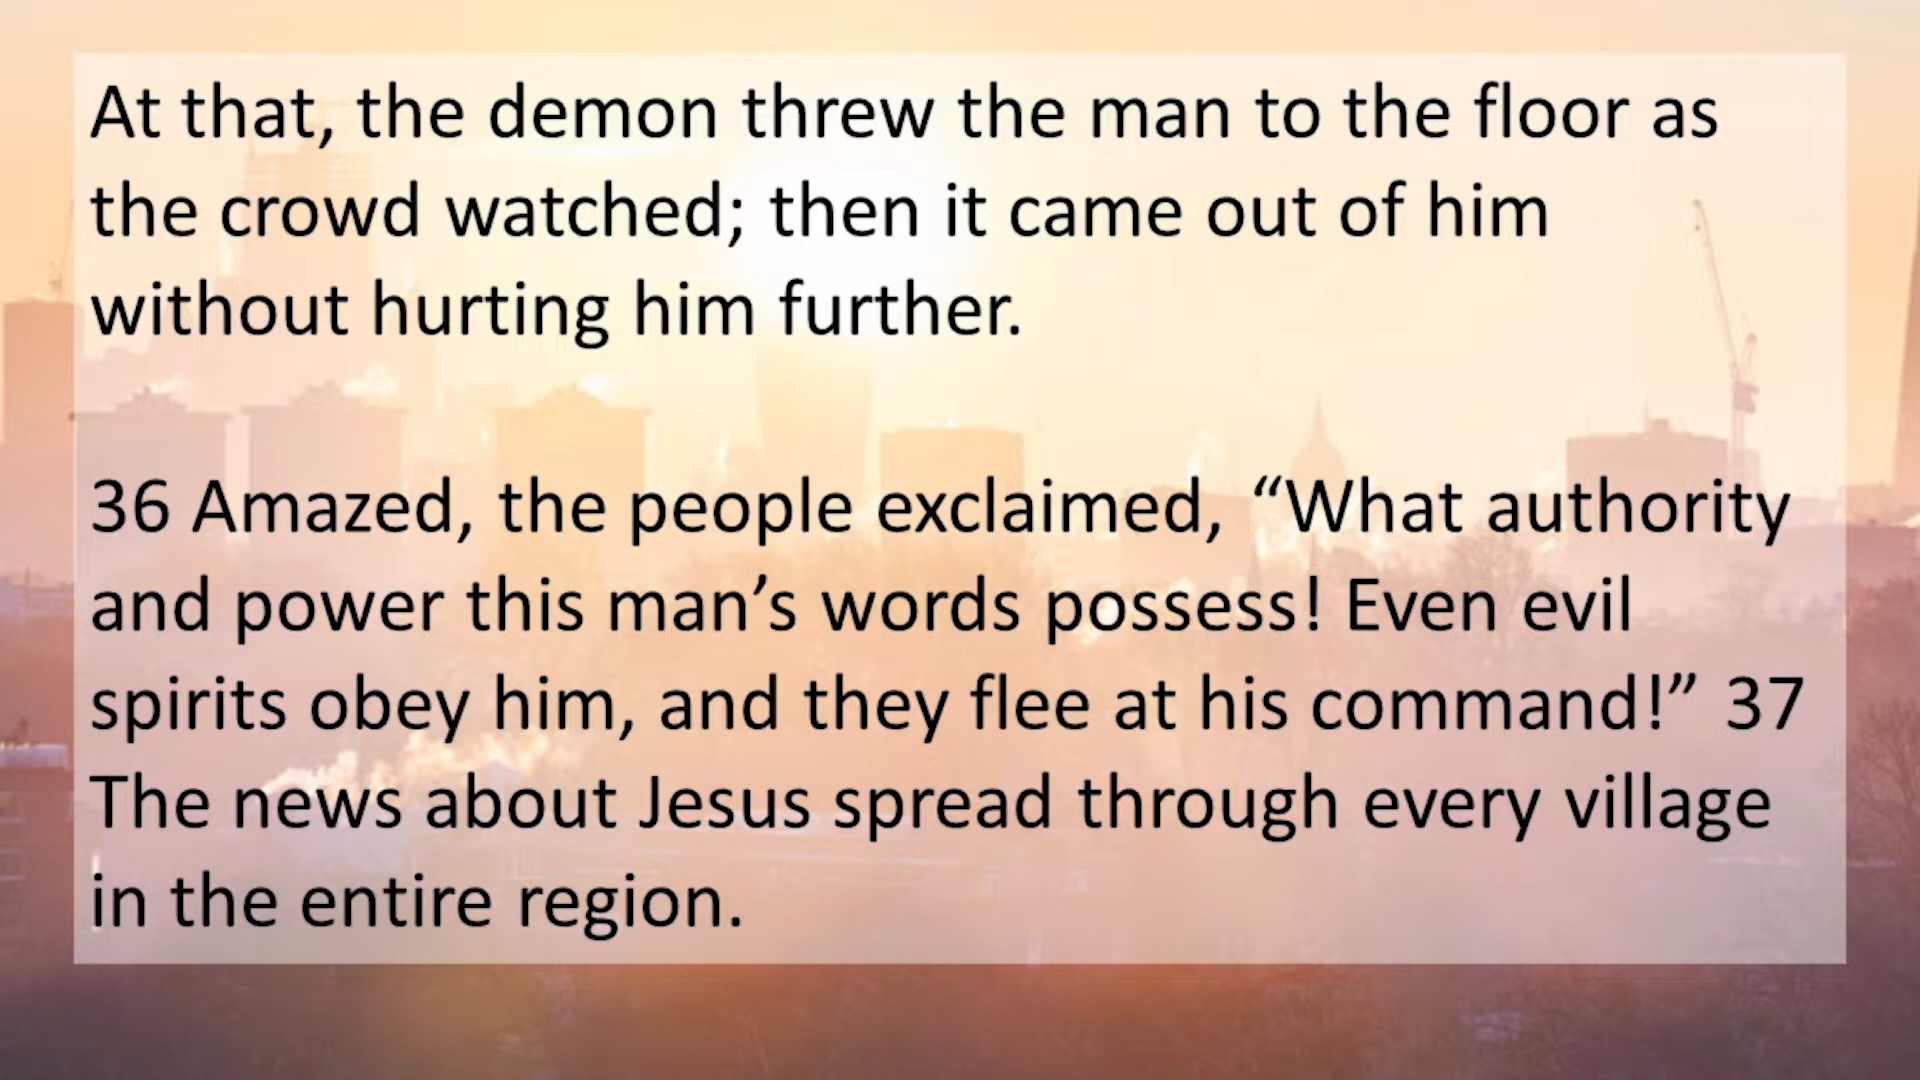 At that, the demon threw the man to the floor as
the crowd watched; then it came out of him
without hurting him further.
36 Amazed, the people exclaimed, “What authority
and power this man’s words possess! Even evil
spirits obey him, and they flee at his command!” 37
The news about Jesus spread through every village
in the entire region.